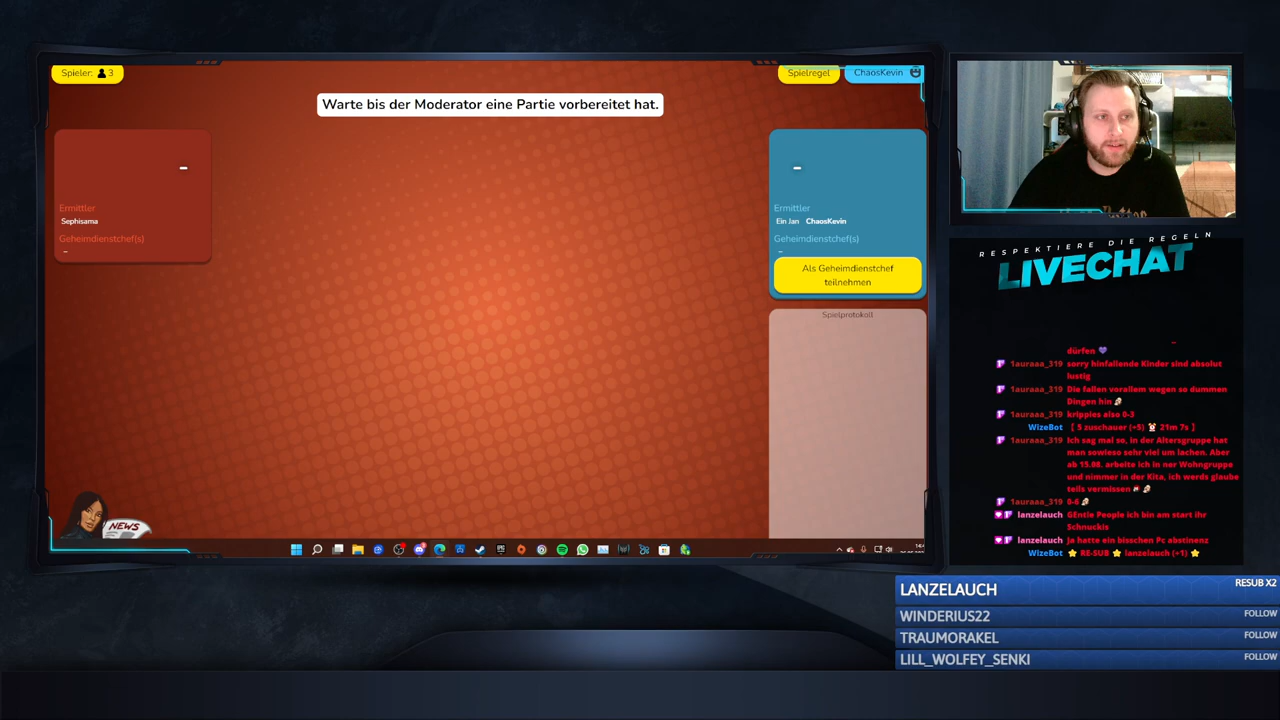 Spieler: 3
Spielregel
ChaosKevin
Warte bis der Moderator eine Partie vorbereitet hat.
-
Ermittler
Sephisama
Geheimdienstchef(s)
-
-
Ermittler
Ein Jan ChaosKevin
Geheimdienstchef(s)
-
Als Geheimdienstchef
teilnehmen
Spielprotokoll
NEWS
RESPEKTIERE DIE REGELN
LIVECHAT
dürfen
1auraaa_319 sorry hinfallende Kinder sind absolut
lustig
1auraaa_319 Die fallen vorallem wegen so dummen
Dingen hin
1auraaa_319 krippies also 0-3
WizeBot [ 5 zuschauer (+5) 21m 7s ]
1auraaa_319 Ich sag mal so, in der Altersgruppe hat
man sowieso sehr viel um lachen. Aber
ab 15.08. arbeite ich in ner Wohngruppe
und nimmer in der Kita, ich werds glaube
teils vermissen
1auraaa_319 0-6
lanzelauch GEntle People ich bin am start ihr
Schnuckis
lanzelauch Ja hatte ein bisschen Pc abstinenz
WizeBot RE-SUB lanzelauch (+1)
LANZELAUCH RESUB X2
WINDERIUS22 FOLLOW
TRAUMORAKEL FOLLOW
LILL_WOLFEY_SENKI FOLLOW